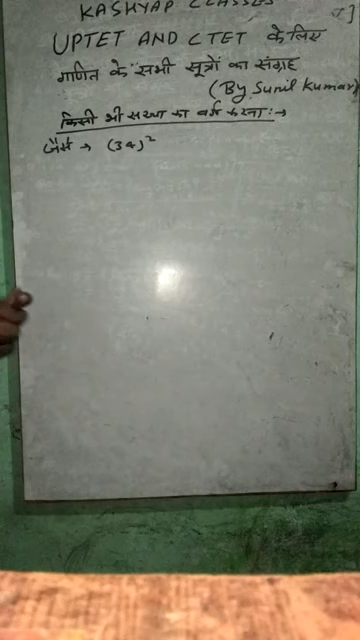 KASHYAP CLASSES
UPTET AND CTET के लिए
गणित के सभी सूत्रों का संग्रह
(By Sunil Kumar)
किसी भी संख्या का वर्ग करना :→
जैसे → (34)²